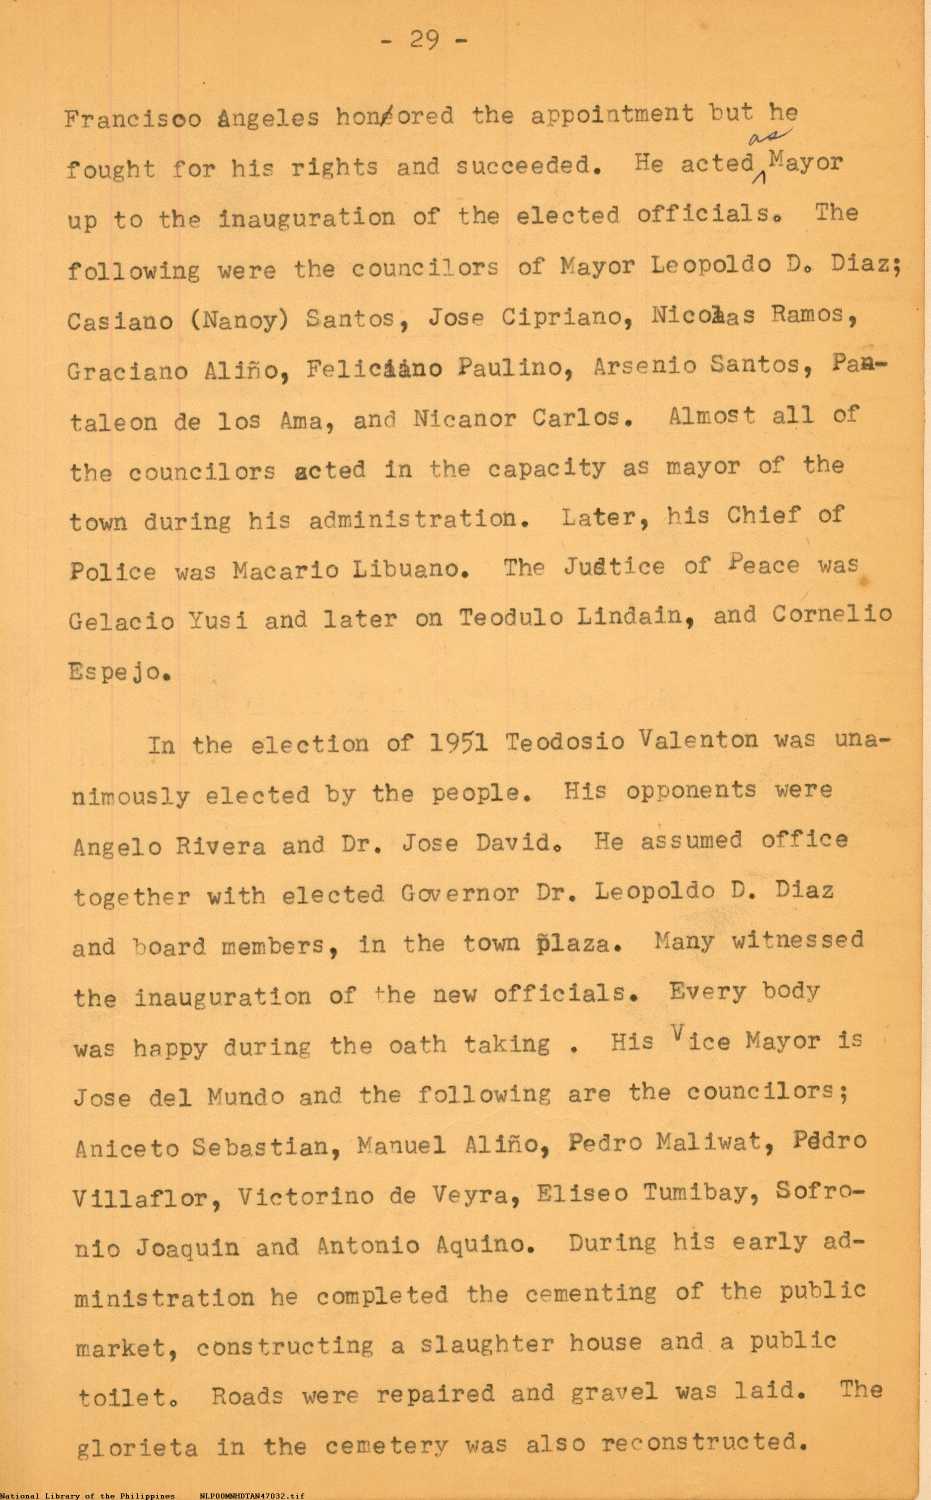 - 29 -
Francisco Angeles honored the appointment but he
fought for his rights and succeeded. He acted as Mayor
up to the inauguration of the elected officials. The
following were the councilors of Mayor Leopoldo D. Diaz;
Casiano (Nanoy) Santos, Jose Cipriano, Nicolas Ramos,
Graciano Aliño, Feliciano Paulino, Arsenio Santos, Pan-
taleon de los Ama, and Nicanor Carlos. Almost all of
the councilors acted in the capacity as mayor of the
town during his administration. Later, his Chief of
Police was Macario Libuano. The Justice of Peace was
Gelacio Yusi and later on Teodulo Lindain, and Cornelio
Espejo.
In the election of 1951 Teodosio Valenton was una-
nimously elected by the people. His opponents were
Angelo Rivera and Dr. Jose David. He assumed office
together with elected Governor Dr. Leopoldo D. Diaz
and board members, in the town plaza. Many witnessed
the inauguration of the new officials. Every body
was happy during the oath taking . His Vice Mayor is
Jose del Mundo and the following are the councilors;
Aniceto Sebastian, Manuel Aliño, Pedro Maliwat, Pedro
Villaflor, Victorino de Veyra, Eliseo Tumibay, Sofro-
nio Joaquin and Antonio Aquino. During his early ad-
ministration he completed the cementing of the public
market, constructing a slaughter house and a public
toilet. Roads were repaired and gravel was laid. The
glorieta in the cemetery was also reconstructed.
National Library of the Philippines NLP00MNHDTAN47032.tif